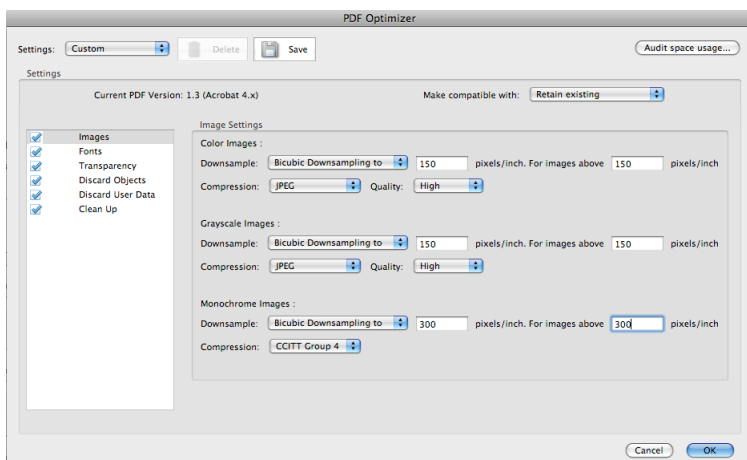 PDF Optimizer
Settings: Custom Delete Save Audit space usage...
Settings
Current PDF Version: 1.3 (Acrobat 4.x) Make compatible with: Retain existing
Images
Fonts
Transparency
Discard Objects
Discard User Data
Clean Up
Image Settings
Color Images :
Downsample: Bicubic Downsampling to 150 pixels/inch. For images above 150 pixels/inch
Compression: JPEG Quality: High
Grayscale Images :
Downsample: Bicubic Downsampling to 150 pixels/inch. For images above 150 pixels/inch
Compression: JPEG Quality: High
Monochrome Images :
Downsample: Bicubic Downsampling to 300 pixels/inch. For images above 300 pixels/inch
Compression: CCITT Group 4
Cancel OK